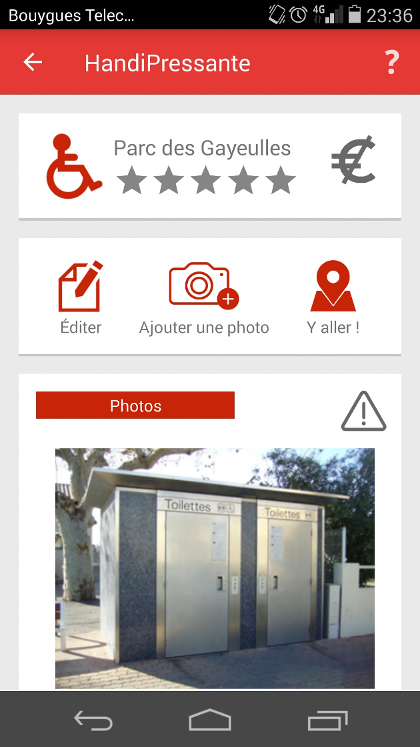 Bouygues Telec...
4G
23:36
HandiPressante
?
Parc des Gayeulles
€
Éditer
Ajouter une photo
Y aller !
Photos
Toilettes
Toilettes